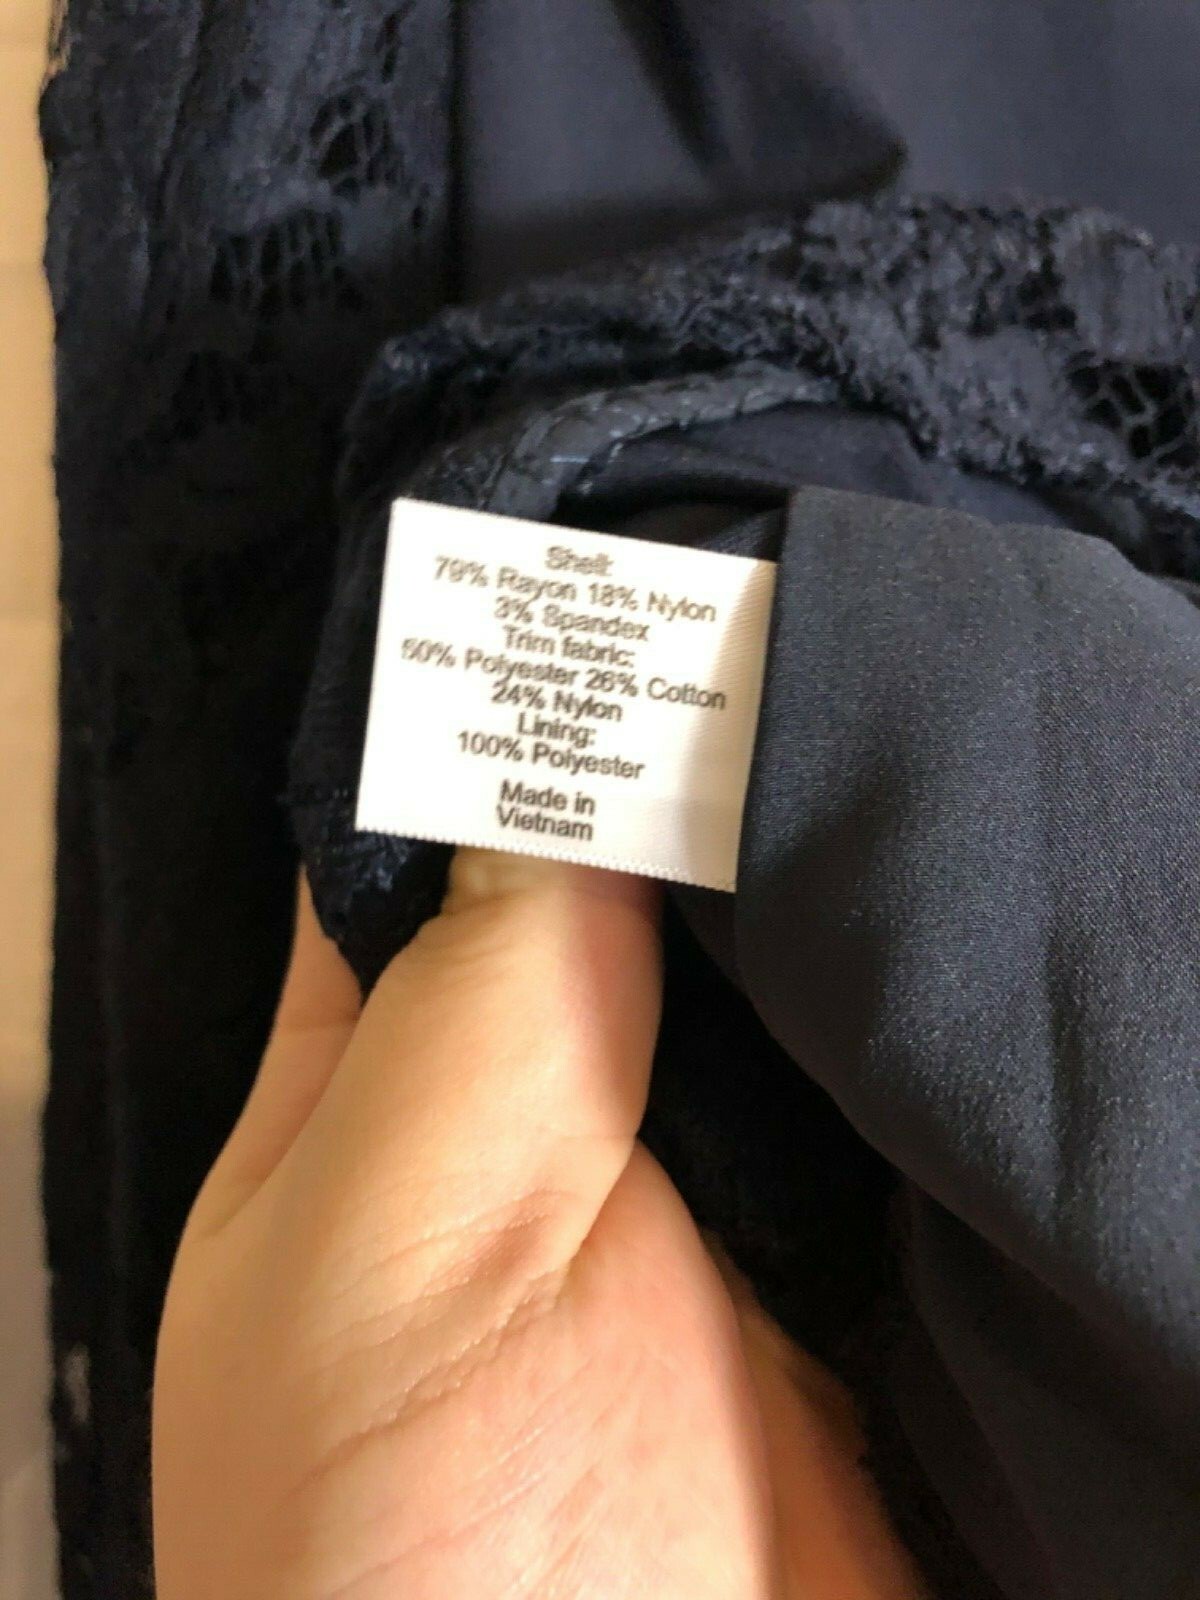 Shell:
79% Rayon 18% Nylon
3% Spandex
Trim fabric:
50% Polyester 26% Cotton
24% Nylon
Lining:
100% Polyester
Made in
Vietnam